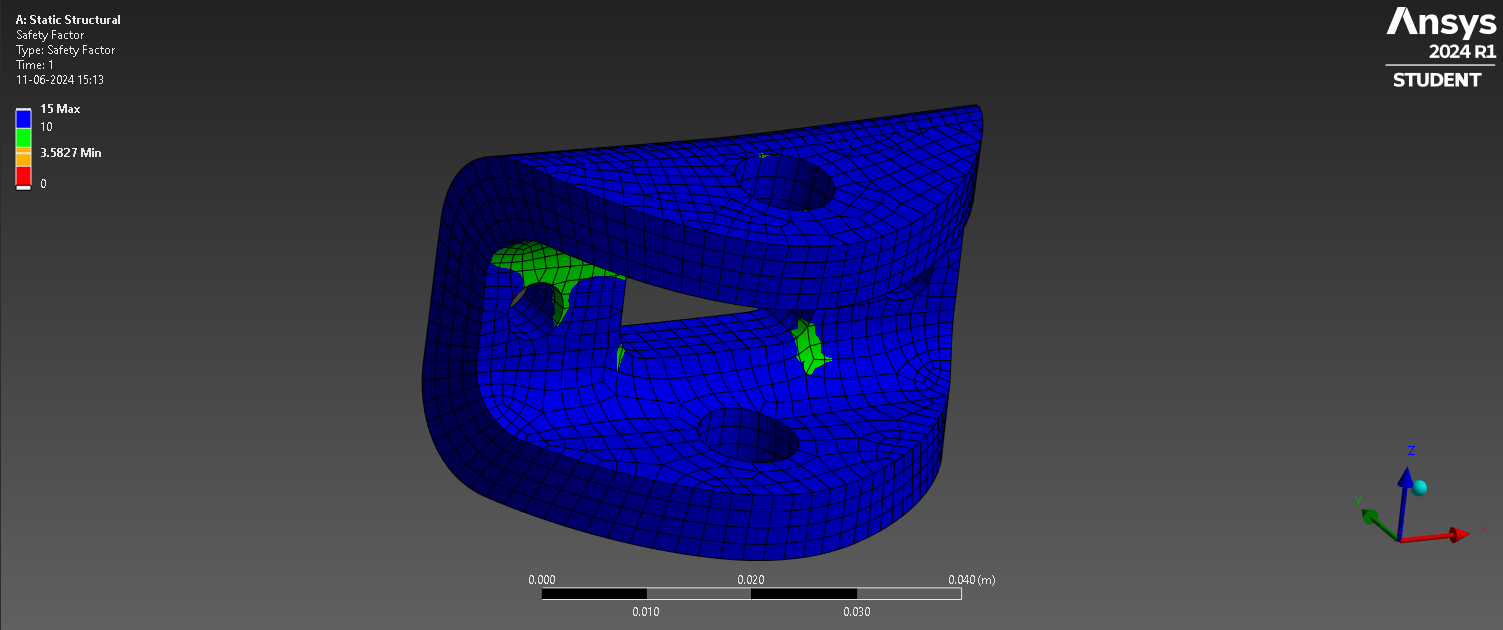 A: Static Structural
Safety Factor
Type: Safety Factor
Time: 1
11-06-2024 15:13
15 Max
10
3.5827 Min
0
Ansys
2024 R1
STUDENT
Z
Y
0.000 0.020 0.040 (m)
0.010 0.030